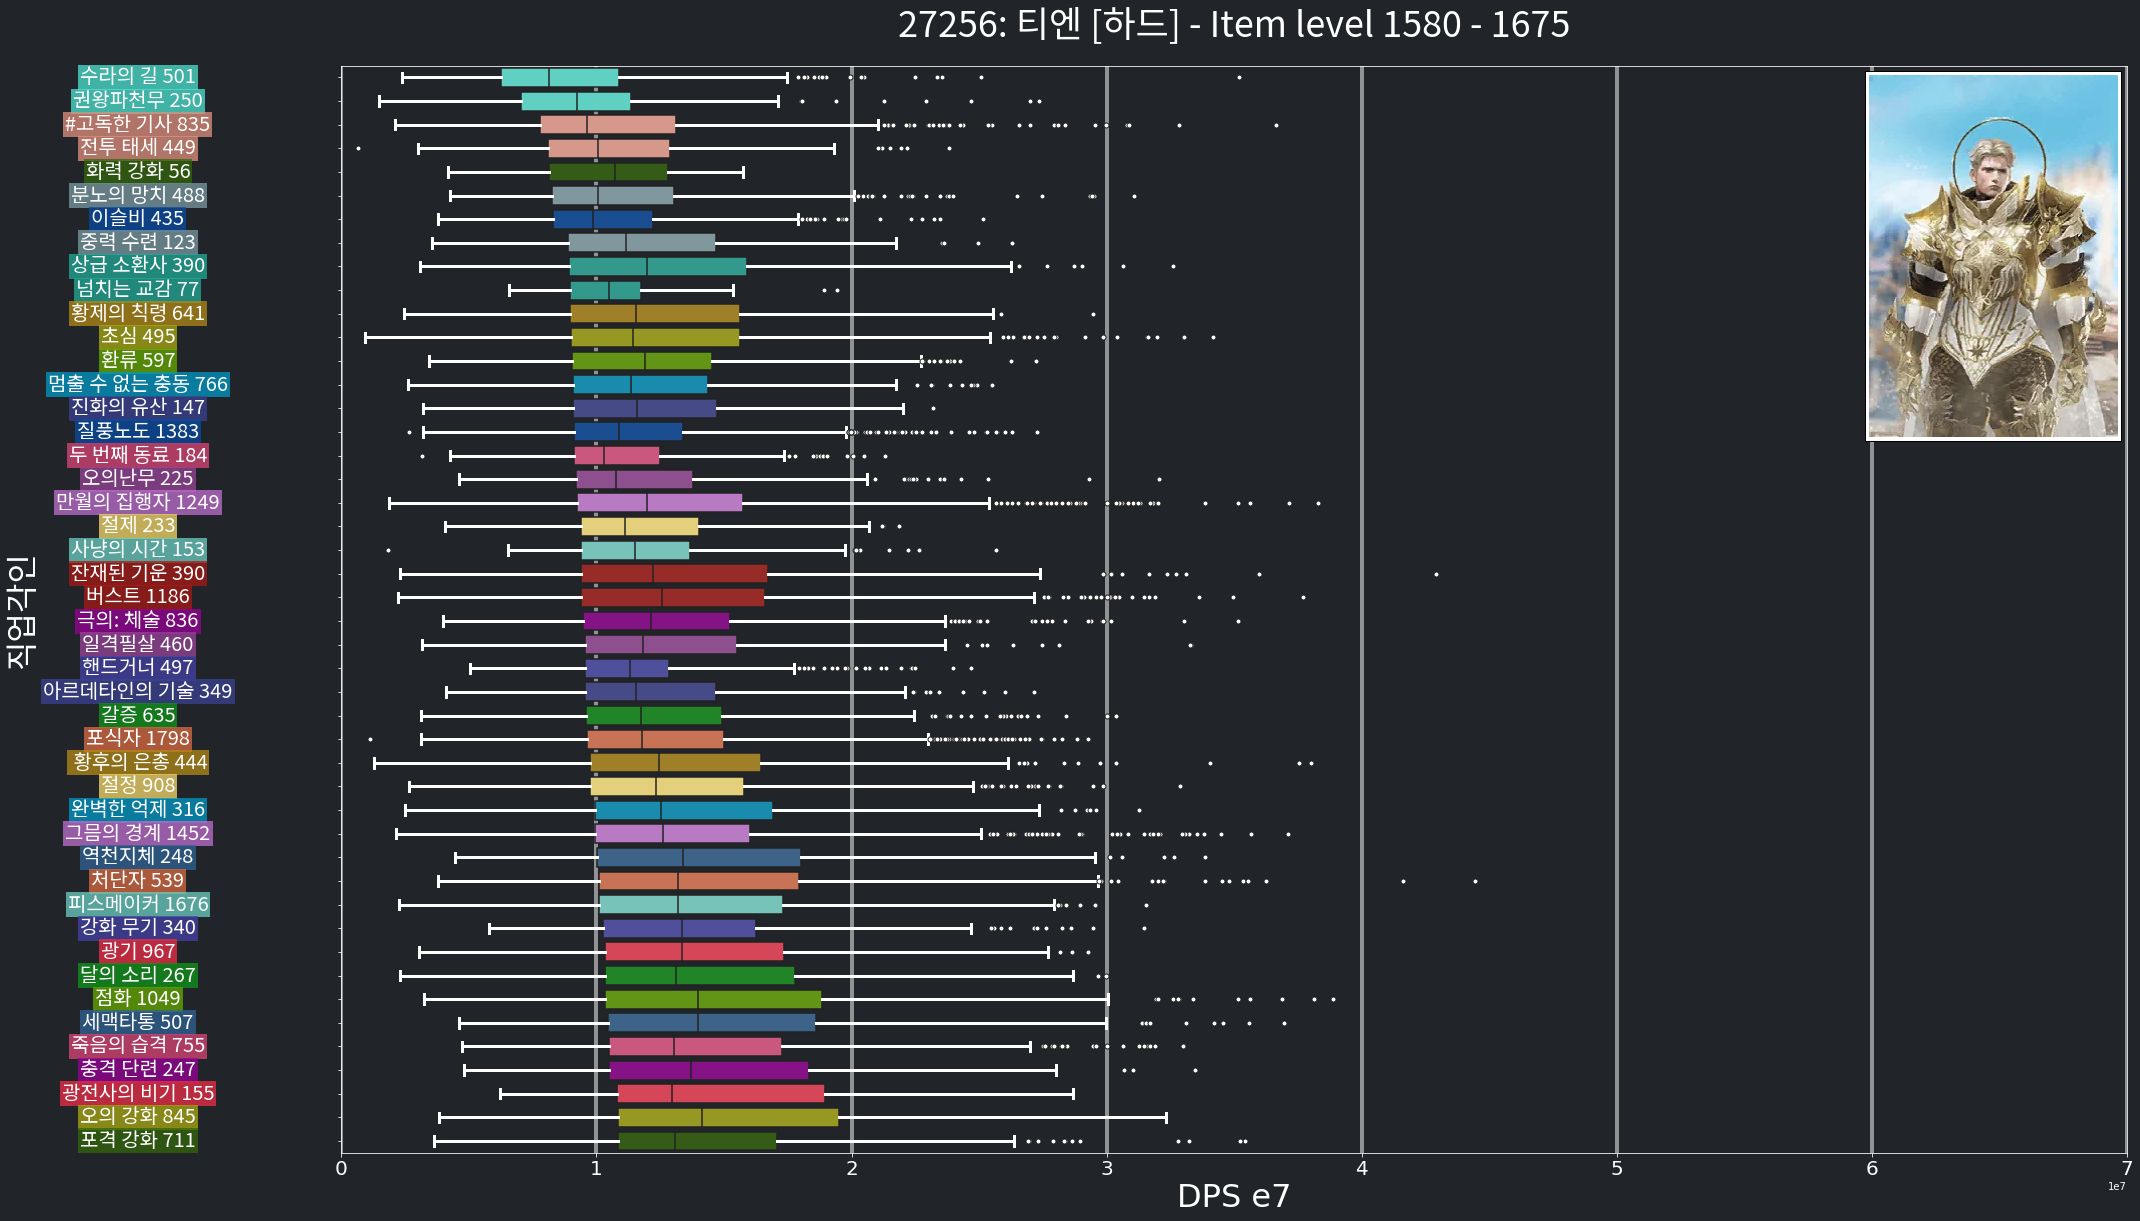 27256: 티엔 [하드] - Item level 1580 - 1675
수라의 길 501
권왕파천무 250
#고독한 기사 835
전투 태세 449
화력 강화 56
분노의 망치 488
이슬비 435
중력 수련 123
상급 소환사 390
넘치는 교감 77
황제의 칙령 641
초심 495
환류 597
멈출 수 없는 충동 766
진화의 유산 147
질풍노도 1383
두 번째 동료 184
오의난무 225
만월의 집행자 1249
절제 233
사냥의 시간 153
잔재된 기운 390
버스트 1186
극의: 체술 836
일격필살 460
핸드거너 497
아르데타인의 기술 349
갈증 635
포식자 1798
황후의 은총 444
절정 908
완벽한 억제 316
그믐의 경계 1452
역천지체 248
처단자 539
피스메이커 1676
강화 무기 340
광기 967
달의 소리 267
점화 1049
세맥타통 507
죽음의 습격 755
충격 단련 247
광전사의 비기 155
오의 강화 845
포격 강화 711
직업각인
0 1 2 3 4 5 6 7
1e7
DPS e7